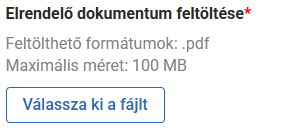 Elrendelő dokumentum feltöltése*
Feltölthető formátumok: .pdf
Maximális méret: 100 MB
Válassza ki a fájlt